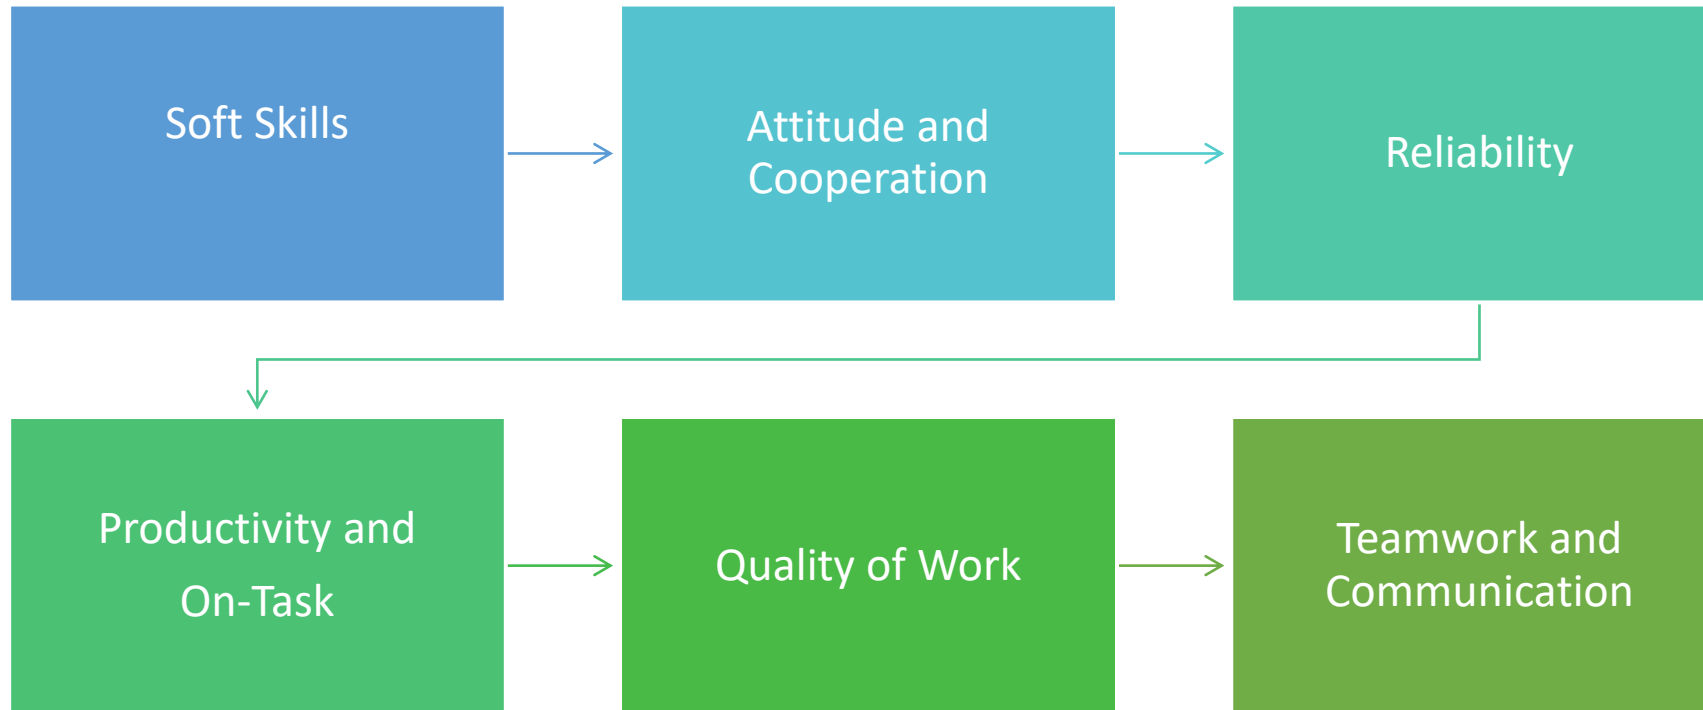 Soft Skills
Attitude and
Cooperation
Reliability
Productivity and
On-Task
Quality of Work
Teamwork and
Communication